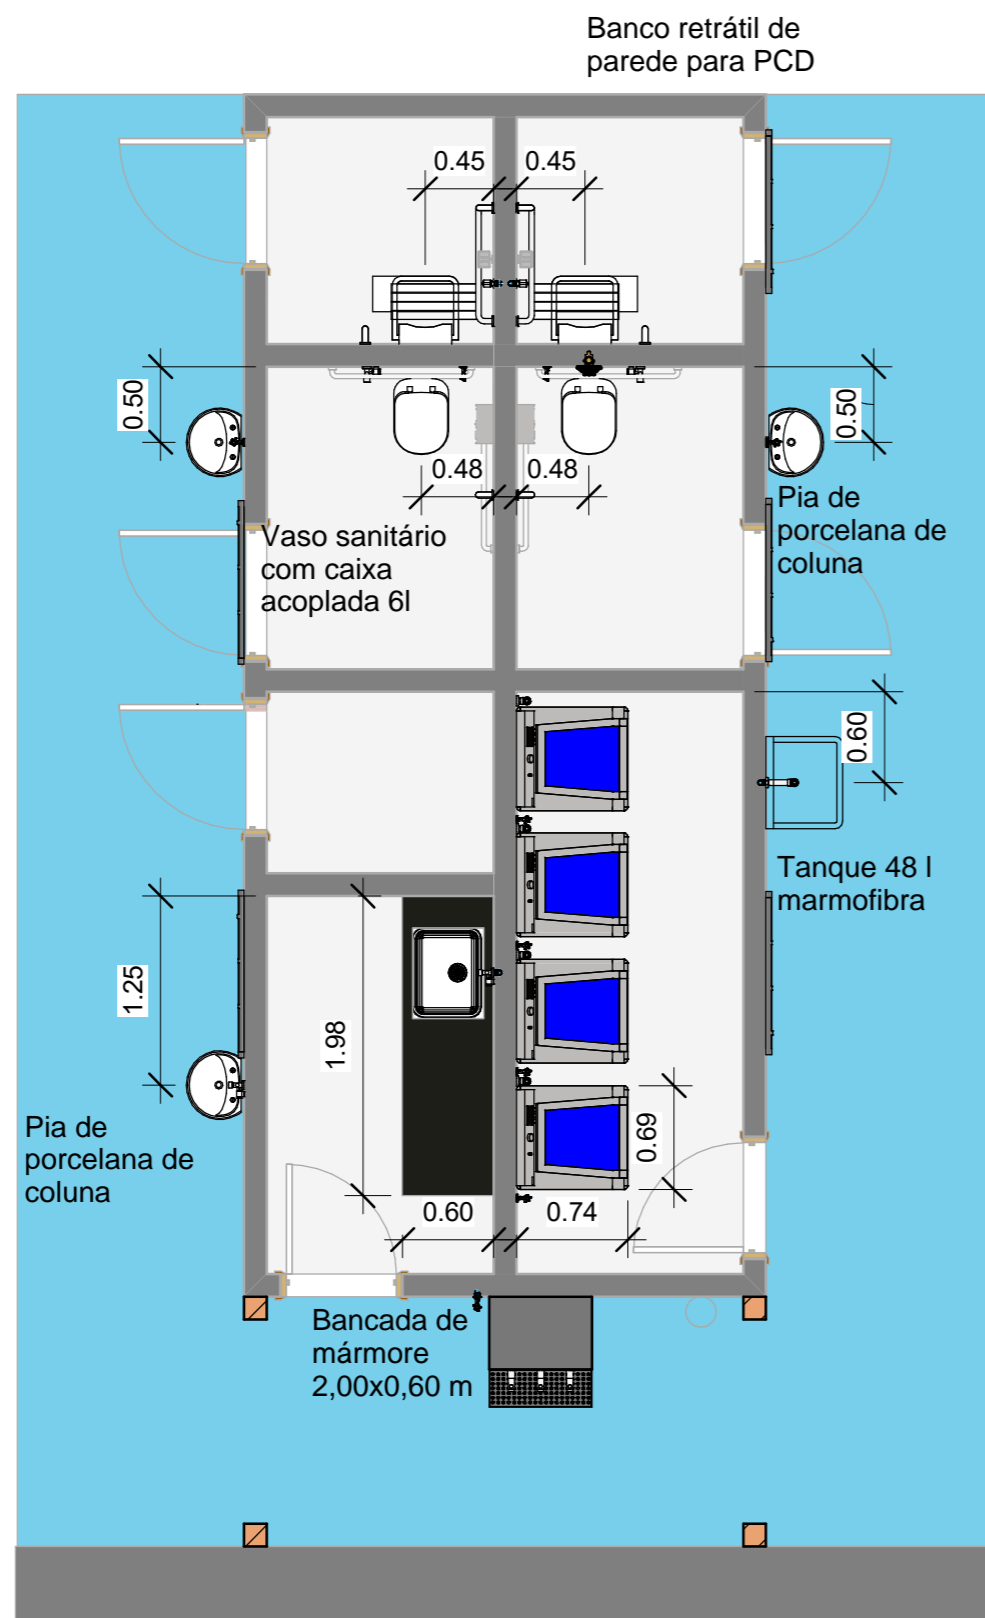 Banco retrátil de
parede para PCD
0.45
0.45
0.50
0.50
0.48
0.48
Vaso sanitário
com caixa
acoplada 6l
Pia de
porcelana de
coluna
0.60
Tanque 48 l
marmofibra
1.25
1.98
Pia de
porcelana de
coluna
0.69
0.60
0.74
Bancada de
mármore
2,00x0,60 m